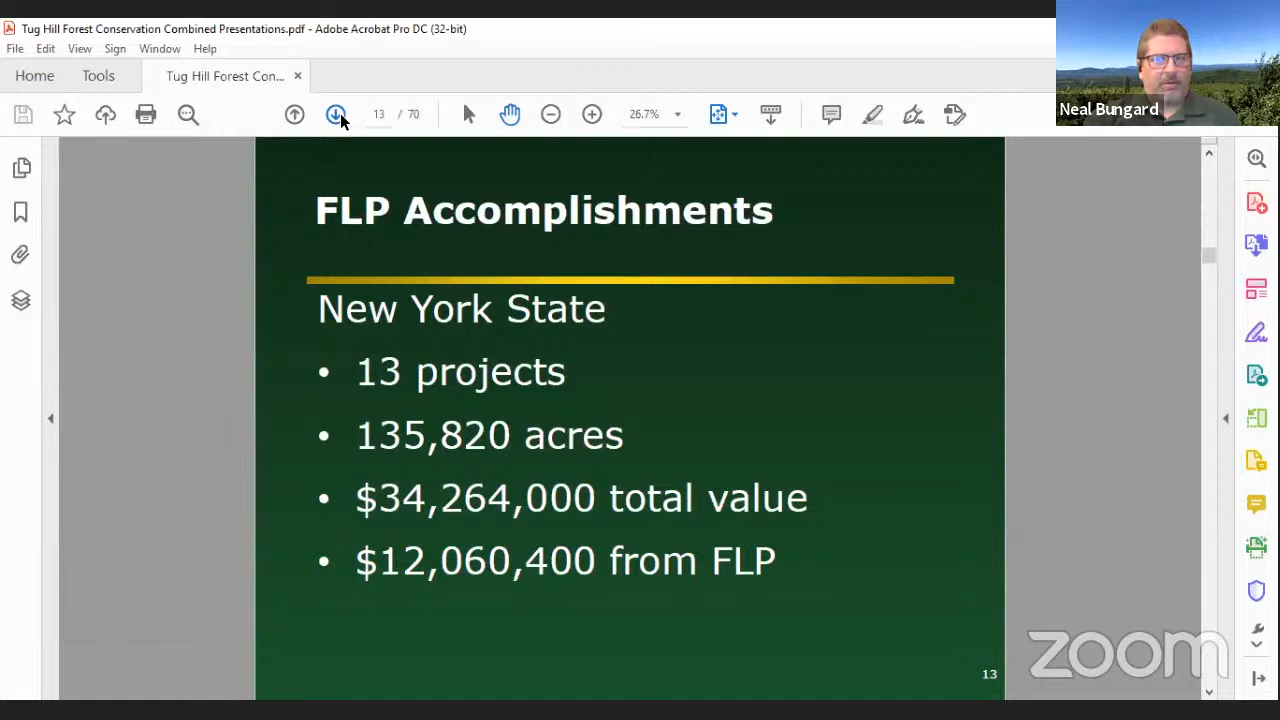 Tug Hill Forest Conservation Combined Presentations.pdf - Adobe Acrobat Pro DC (32-bit)
File Edit View Sign Window Help
Home Tools Tug Hill Forest Con... ×
13 / 70 26.7%
Neal Bungard
FLP Accomplishments
New York State
• 13 projects
• 135,820 acres
• $34,264,000 total value
• $12,060,400 from FLP
13
zoom